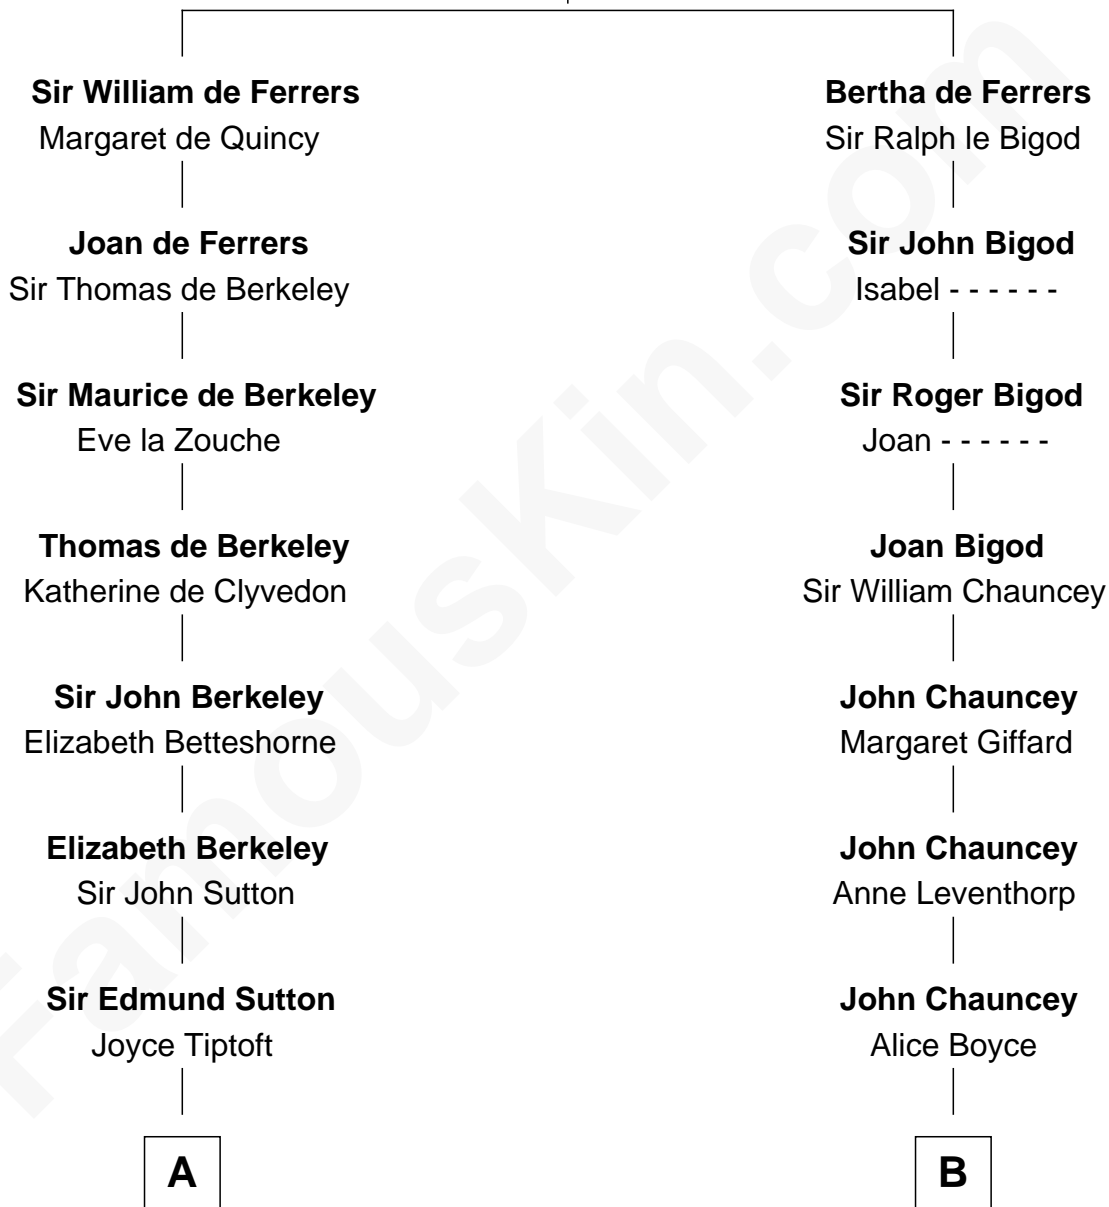 Sir William de Ferrers
Margaret de Quincy
Bertha de Ferrers
Sir Ralph le Bigod
Joan de Ferrers
Sir Thomas de Berkeley
Sir John Bigod
Isabel - - - - - -
Sir Maurice de Berkeley
Eve la Zouche
Sir Roger Bigod
Joan - - - - - -
Thomas de Berkeley
Katherine de Clyvedon
Joan Bigod
Sir William Chauncey
Sir John Berkeley
Elizabeth Betteshorne
John Chauncey
Margaret Giffard
Elizabeth Berkeley
Sir John Sutton
John Chauncey
Anne Leventhorp
Sir Edmund Sutton
Joyce Tiptoft
John Chauncey
Alice Boyce
A
B
FamousKin.com